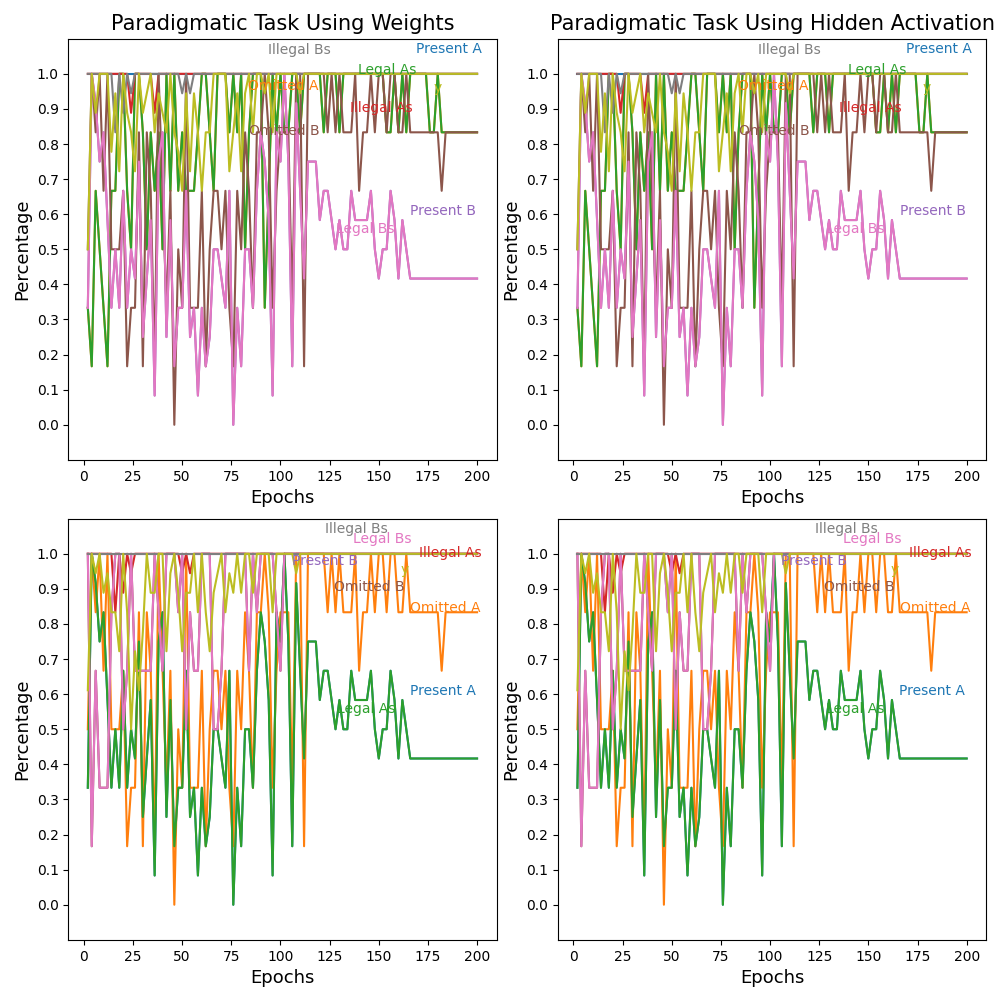 Paradigmatic Task Using Weights
Paradigmatic Task Using Hidden Activation
Illegal Bs
Present A
Legal As
Omitted A
Illegal As
Omitted B
Present B
Legal Bs
Percentage
1.0
0.9
0.8
0.7
0.6
0.5
0.4
0.3
0.2
0.1
0.0
0 25 50 75 100 125 150 175 200
Epochs
Illegal Bs
Present A
Legal As
Omitted A
Illegal As
Omitted B
Present B
Legal Bs
Percentage
1.0
0.9
0.8
0.7
0.6
0.5
0.4
0.3
0.2
0.1
0.0
0 25 50 75 100 125 150 175 200
Epochs
Illegal Bs
Legal Bs
Illegal As
Present B
Omitted B
Omitted A
Present A
Legal As
Percentage
1.0
0.9
0.8
0.7
0.6
0.5
0.4
0.3
0.2
0.1
0.0
0 25 50 75 100 125 150 175 200
Epochs
Illegal Bs
Legal Bs
Illegal As
Present B
Omitted B
Omitted A
Present A
Legal As
Percentage
1.0
0.9
0.8
0.7
0.6
0.5
0.4
0.3
0.2
0.1
0.0
0 25 50 75 100 125 150 175 200
Epochs